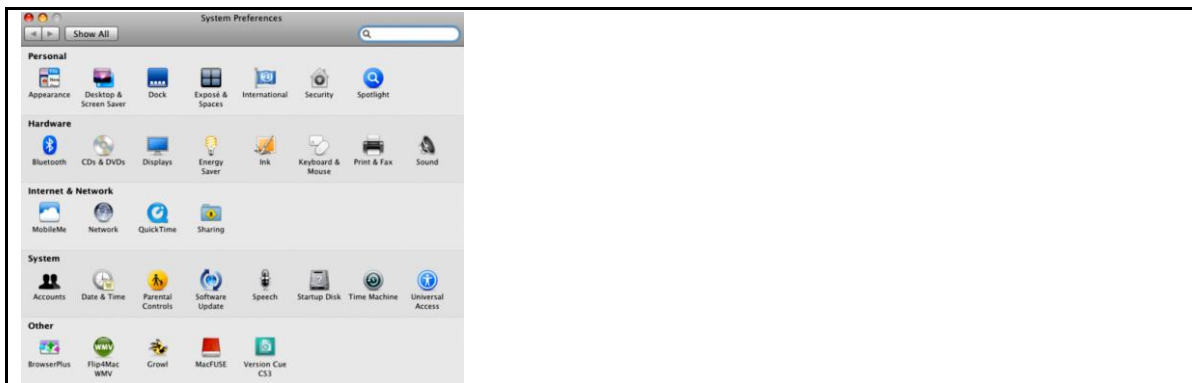 System Preferences
Show All
Personal
Appearance Desktop & Screen Saver Dock Exposé & Spaces International Security Spotlight
Hardware
Bluetooth CDs & DVDs Displays Energy Saver Ink Keyboard & Mouse Print & Fax Sound
Internet & Network
MobileMe Network QuickTime Sharing
System
Accounts Date & Time Parental Controls Software Update Speech Startup Disk Time Machine Universal Access
Other
BrowserPlus Flip4Mac WMV Growl MacFUSE Version Cue CS3